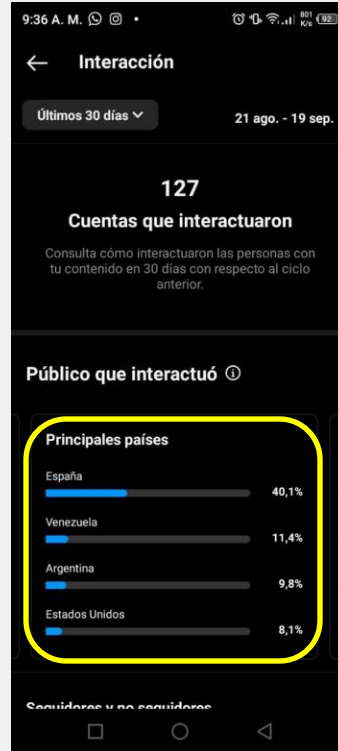 9:36 A. M.
801 K/s 92
Interacción
Últimos 30 días
21 ago. - 19 sep.
127
Cuentas que interactuaron
Consulta cómo interactuaron las personas con
tu contenido en 30 días con respecto al ciclo
anterior.
Público que interactuó
Principales países
España
40,1%
Venezuela
11,4%
Argentina
9,8%
Estados Unidos
8,1%
Seguidores y no seguidores